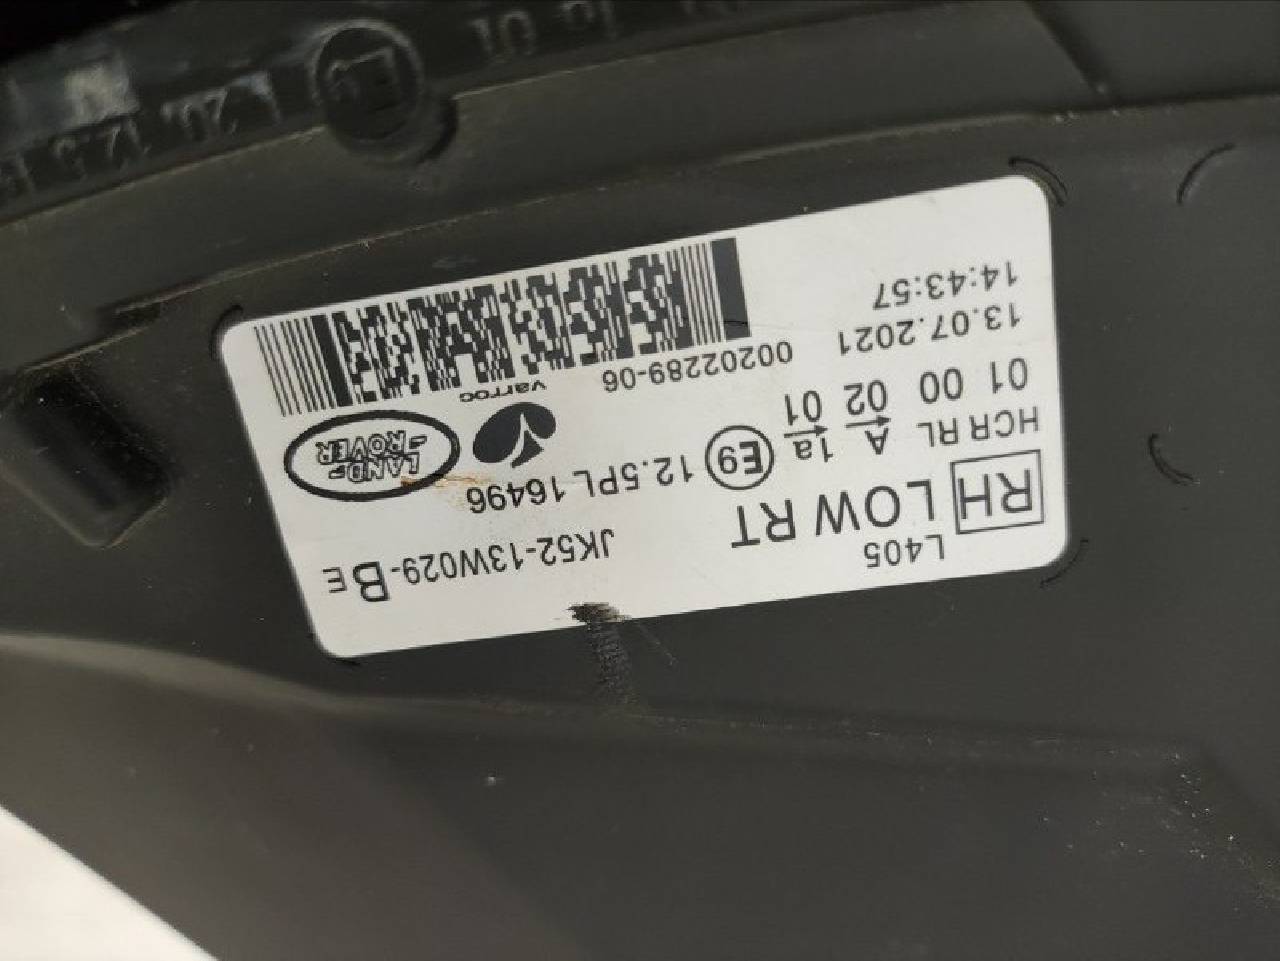 L405
RH LOW RT
JK52-13W029-BE
HCR RL A 1a E9 12.5PL 16496
01 00 02 01
LAND
ROVER
varroc
13.07.2021 00202289-06
14:43:57